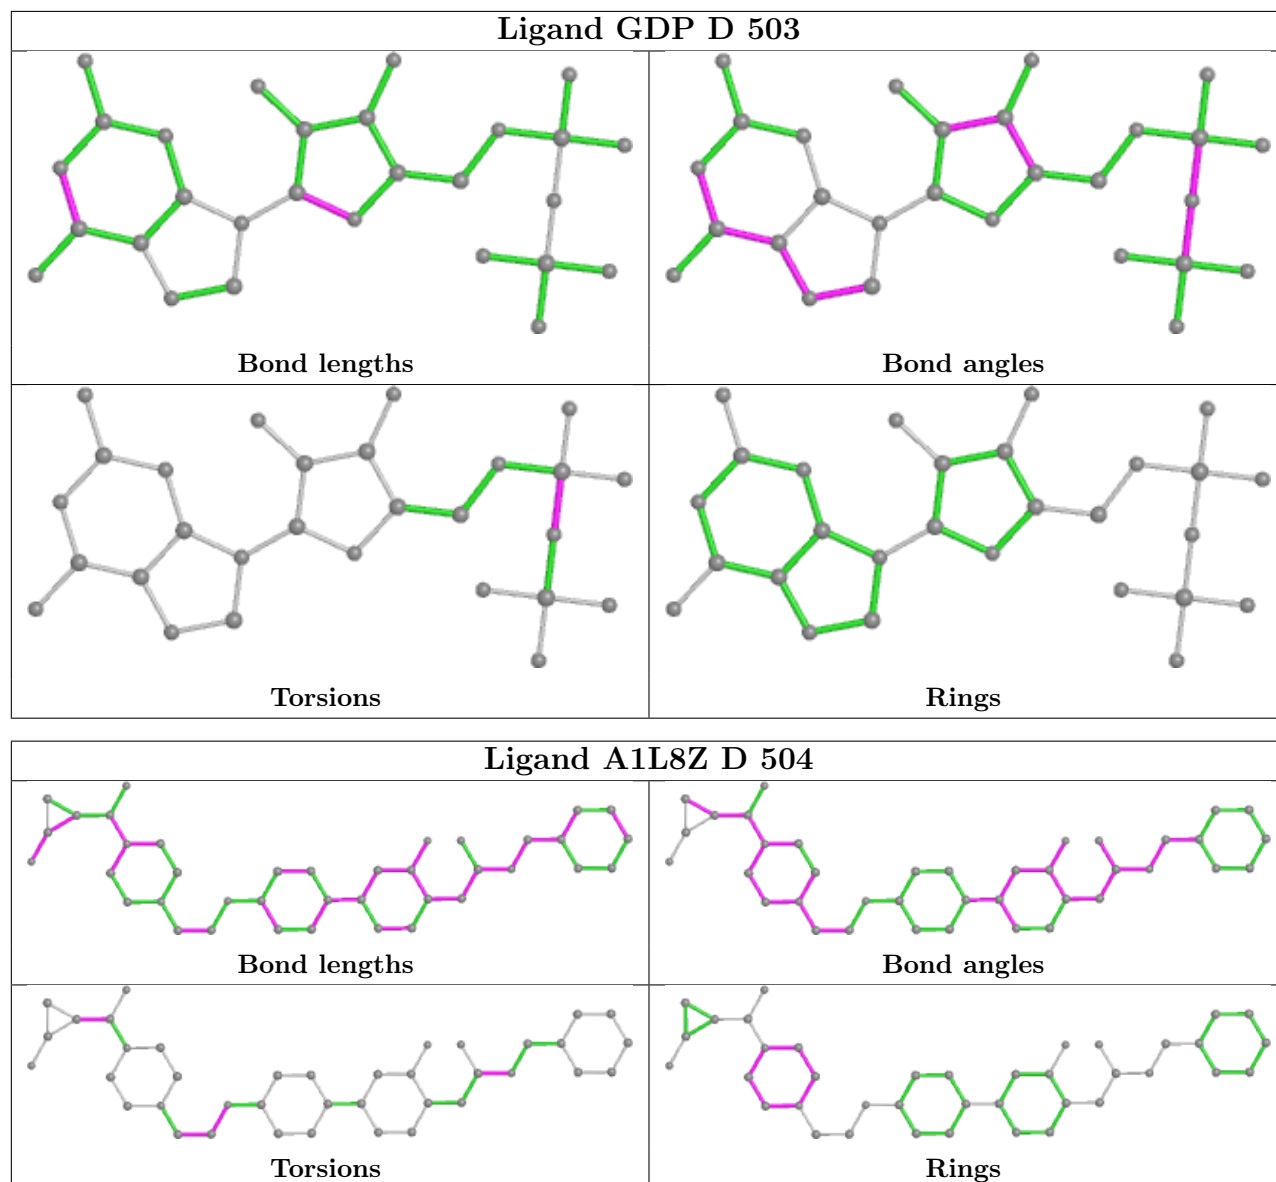 Ligand GDP D 503
Bond lengths
Bond angles
Torsions
Rings
Ligand A1L8Z D 504
Bond lengths
Bond angles
Torsions
Rings